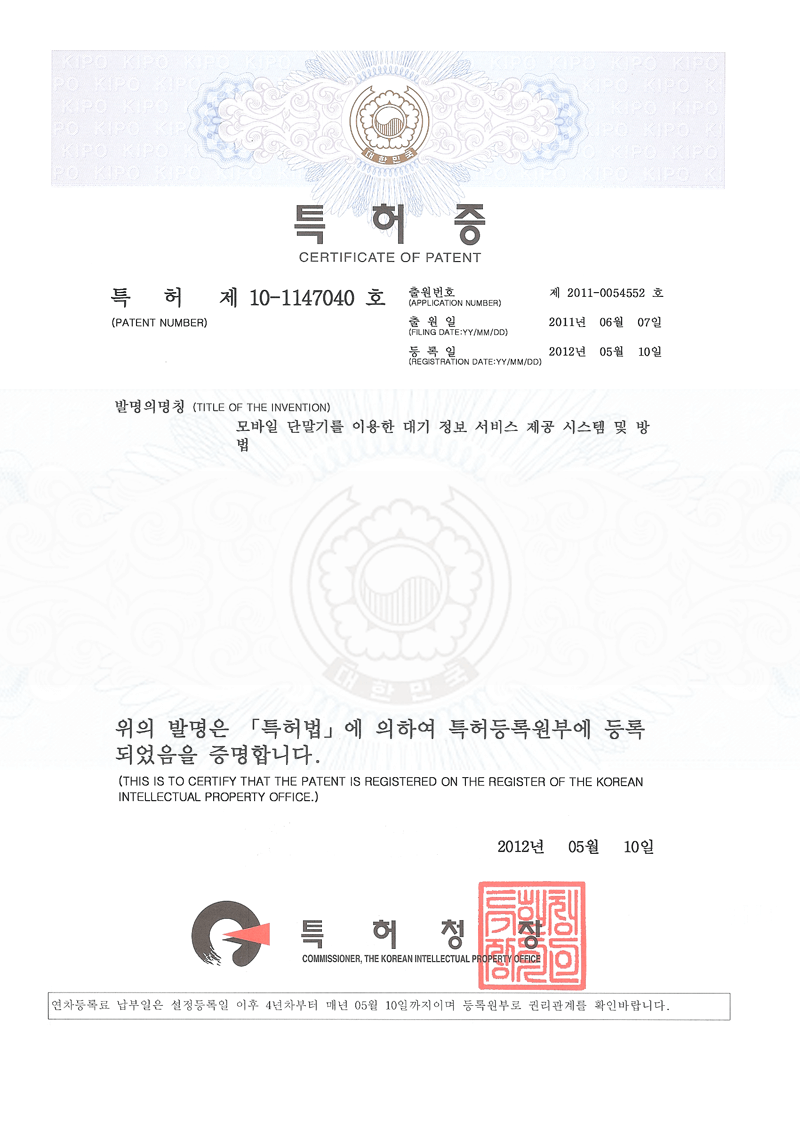 대한민국
특 허 증
CERTIFICATE OF PATENT
특 허 제 10-1147040 호
(PATENT NUMBER)
출원번호 제 2011-0054552 호
(APPLICATION NUMBER)
출 원 일 2011년 06월 07일
(FILING DATE:YY/MM/DD)
등 록 일 2012년 05월 10일
(REGISTRATION DATE:YY/MM/DD)
발명의명칭 (TITLE OF THE INVENTION)
모바일 단말기를 이용한 대기 정보 서비스 제공 시스템 및 방
법
대한민국
위의 발명은 「특허법」에 의하여 특허등록원부에 등록
되었음을 증명합니다.
(THIS IS TO CERTIFY THAT THE PATENT IS REGISTERED ON THE REGISTER OF THE KOREAN
INTELLECTUAL PROPERTY OFFICE.)
2012년 05월 10일
특 허 청 장
COMMISSIONER, THE KOREAN INTELLECTUAL PROPERTY OFFICE
연차등록료 납부일은 설정등록일 이후 4년차부터 매년 05월 10일까지이며 등록원부로 권리관계를 확인바랍니다.